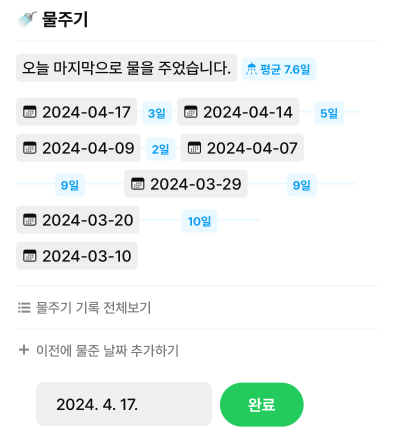 물주기
오늘 마지막으로 물을 주었습니다. 평균 7.6일
2024-04-17 3일 2024-04-14 5일
2024-04-09 2일 2024-04-07
9일 2024-03-29 9일
2024-03-20 10일
2024-03-10
물주기 기록 전체보기
이전에 물준 날짜 추가하기
2024. 4. 17. 완료